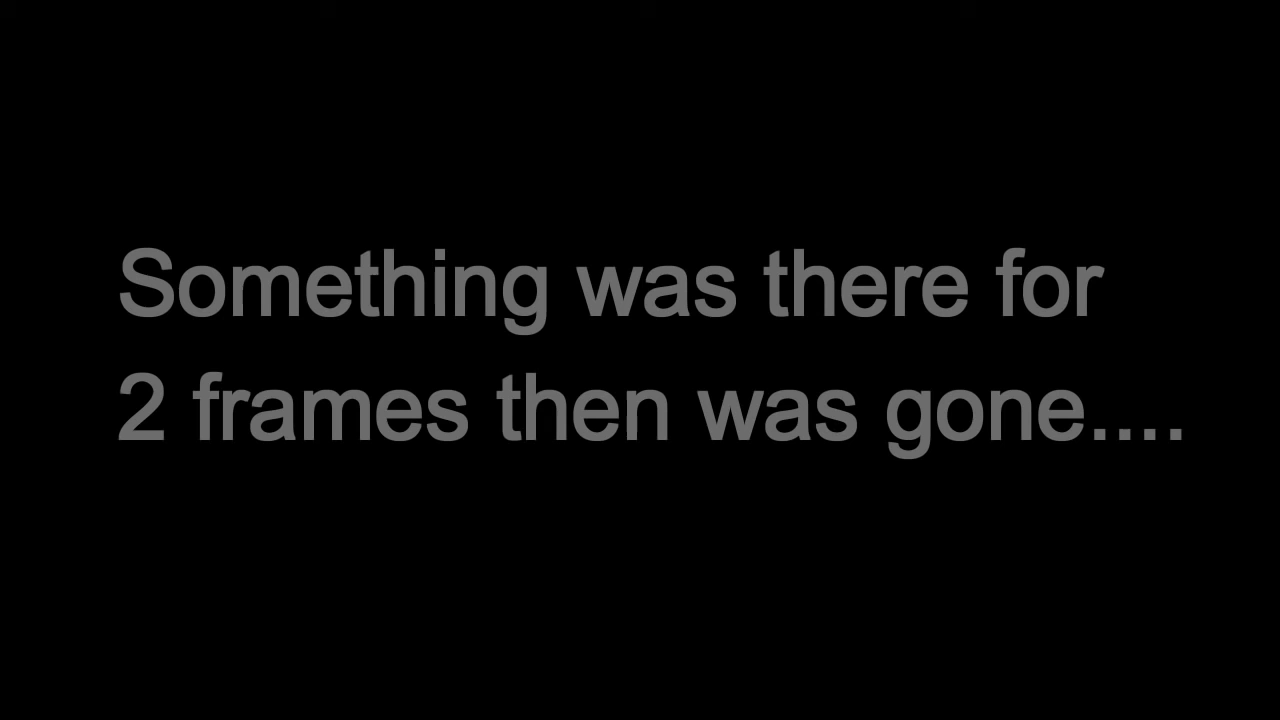 Something was there for
2 frames then was gone....